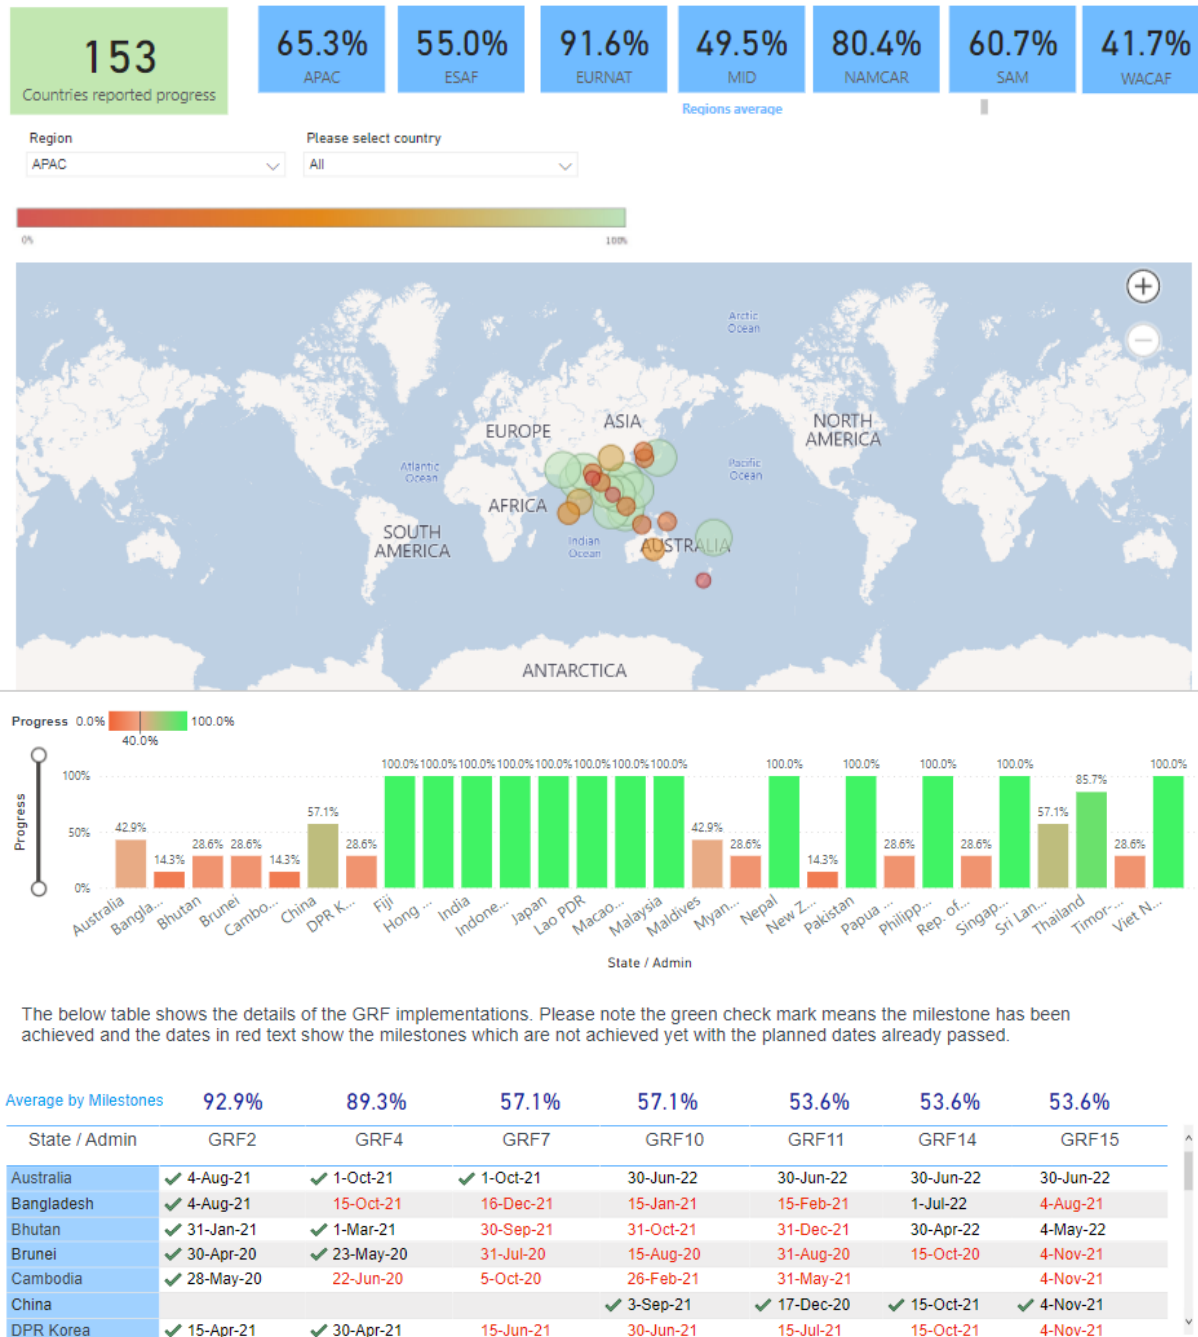 153
Countries reported progress
65.3%
APAC
55.0%
ESAF
91.6%
EURNAT
49.5%
MID
80.4%
NAMCAR
60.7%
SAM
41.7%
WACAF
Regions average
Region
Please select country
APAC
All
0%
100%
Arctic
Ocean
ASIA
EUROPE
NORTH
AMERICA
Atlantic
Ocean
Pacific
Ocean
AFRICA
SOUTH
AMERICA
Indian
Ocean
AUSTRALIA
ANTARCTICA
Progress 0.0% 100.0%
40.0%
100.0% 100.0% 100.0% 100.0% 100.0% 100.0% 100.0% 100.0% 100.0% 100.0% 100.0% 100.0% 100.0%
100%
85.7%
57.1% 57.1%
42.9% 42.9%
50%
28.6% 28.6% 28.6% 28.6% 28.6% 28.6% 28.6%
14.3% 14.3% 14.3%
0%
Progress
Australia Bangla... Bhutan Brunei Cambo... China DPR K... Fiji Hong ... India Indone... Japan Lao PDR Macao... Malaysia Maldives Myan... Nepal New Z... Pakistan Papua ... Philipp... Rep. of... Singap... Sri Lan... Thailand Timor-... Viet N...
State / Admin
The below table shows the details of the GRF implementations. Please note the green check mark means the milestone has been
achieved and the dates in red text show the milestones which are not achieved yet with the planned dates already passed.
Average by Milestones 92.9% 89.3% 57.1% 57.1% 53.6% 53.6% 53.6%
State / Admin GRF2 GRF4 GRF7 GRF10 GRF11 GRF14 GRF15
Australia ✓ 4-Aug-21 ✓ 1-Oct-21 ✓ 1-Oct-21 30-Jun-22 30-Jun-22 30-Jun-22 30-Jun-22
Bangladesh ✓ 4-Aug-21 15-Oct-21 16-Dec-21 15-Jan-21 15-Feb-21 1-Jul-22 4-Aug-21
Bhutan ✓ 31-Jan-21 ✓ 1-Mar-21 30-Sep-21 31-Oct-21 31-Dec-21 30-Apr-22 4-May-22
Brunei ✓ 30-Apr-20 ✓ 23-May-20 31-Jul-20 15-Aug-20 31-Aug-20 15-Oct-20 4-Nov-21
Cambodia ✓ 28-May-20 22-Jun-20 5-Oct-20 26-Feb-21 31-May-21 4-Nov-21
China ✓ 3-Sep-21 ✓ 17-Dec-20 ✓ 15-Oct-21 ✓ 4-Nov-21
DPR Korea ✓ 15-Apr-21 ✓ 30-Apr-21 15-Jun-21 30-Jun-21 15-Jul-21 15-Oct-21 4-Nov-21